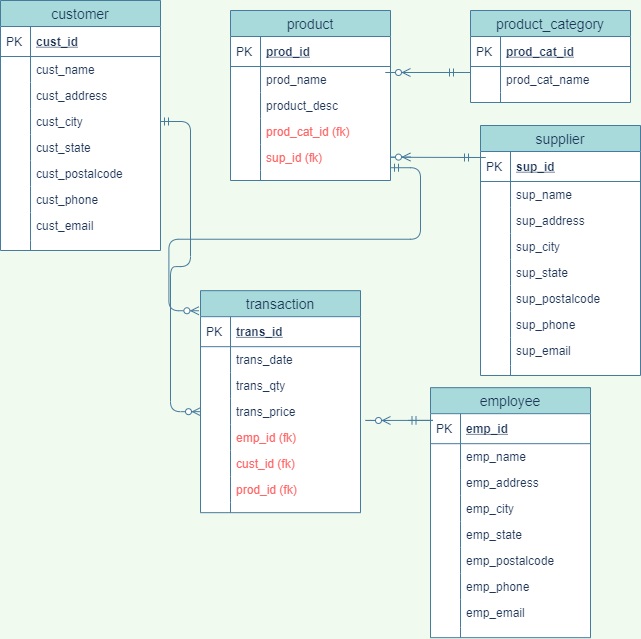 customer
PK cust_id
cust_name
cust_address
cust_city
cust_state
cust_postalcode
cust_phone
cust_email
product
PK prod_id
prod_name
product_desc
prod_cat_id (fk)
sup_id (fk)
product_category
PK prod_cat_id
prod_cat_name
supplier
PK sup_id
sup_name
sup_address
sup_city
sup_state
sup_postalcode
sup_phone
sup_email
transaction
PK trans_id
trans_date
trans_qty
trans_price
emp_id (fk)
cust_id (fk)
prod_id (fk)
employee
PK emp_id
emp_name
emp_address
emp_city
emp_state
emp_postalcode
emp_phone
emp_email